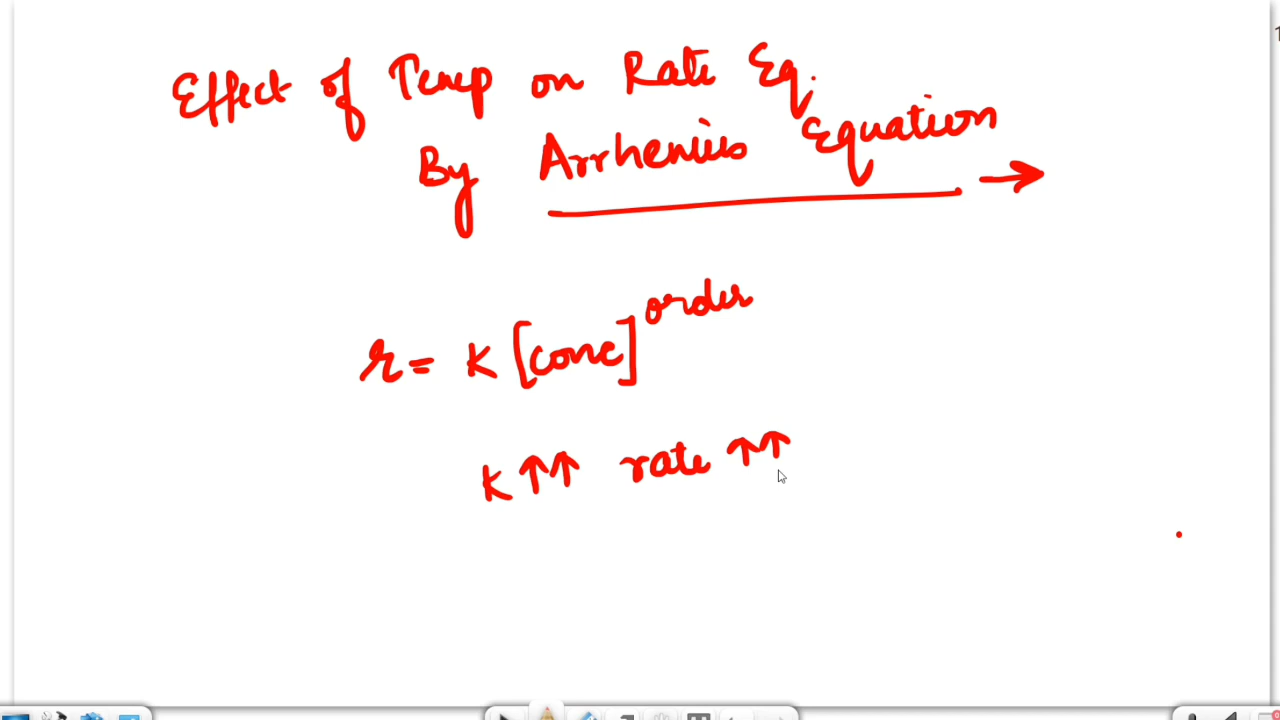 Effect of Temp on Rate Eq.
By Arrhenius Equation →
r = K [conc]^order
K ↑↑ rate ↑↑